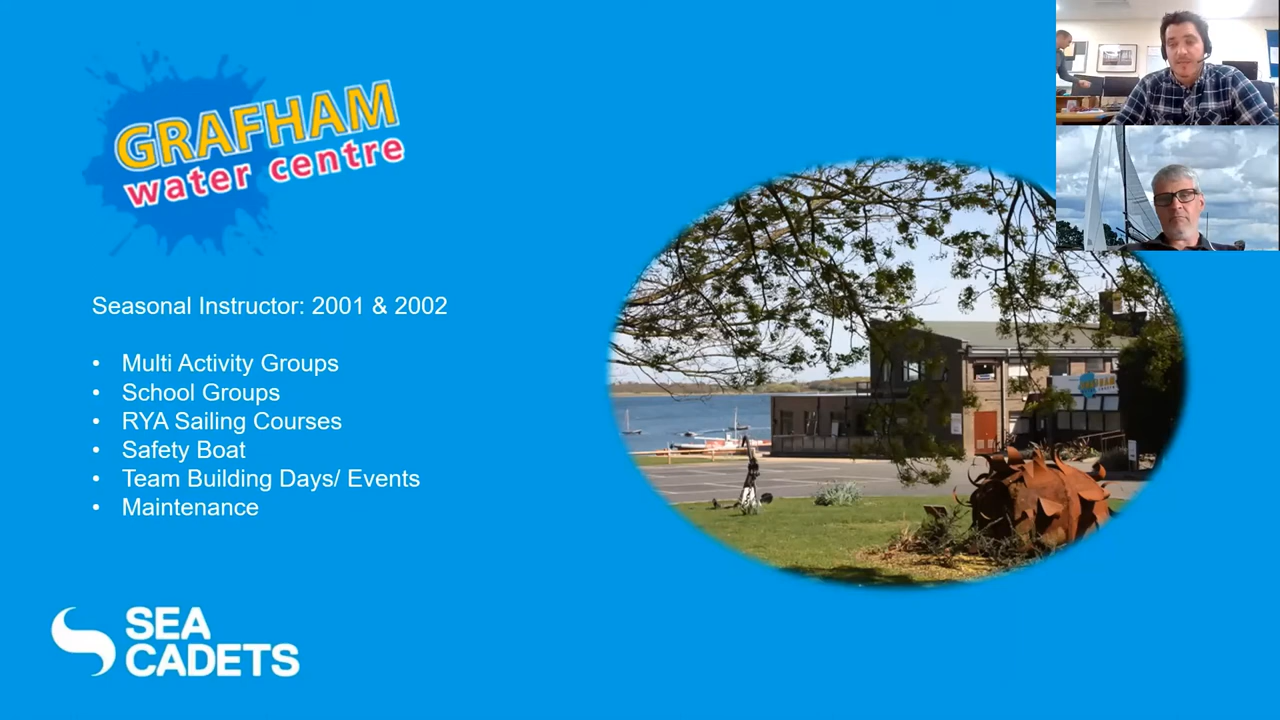 GRAFHAM
water centre
Seasonal Instructor: 2001 & 2002
• Multi Activity Groups
• School Groups
• RYA Sailing Courses
• Safety Boat
• Team Building Days/ Events
• Maintenance
GRAFHAM
SEA
CADETS